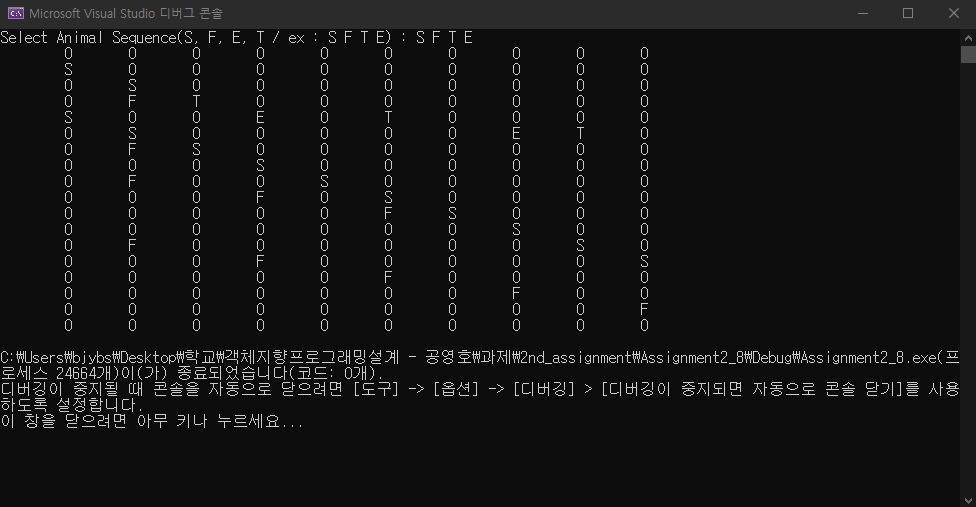 Microsoft Visual Studio 디버그 콘솔
Select Animal Sequence(S, F, E, T / ex : S F T E) : S F T E
0 0 0 0 0 0 0 0 0 0
S 0 0 0 0 0 0 0 0 0
0 S 0 0 0 0 0 0 0 0
0 F T 0 0 0 0 0 0 0
S 0 0 E 0 T 0 0 0 0
0 S 0 0 0 0 0 E T 0
0 F S 0 0 0 0 0 0 0
0 0 0 S 0 0 0 0 0 0
0 F 0 0 S 0 0 0 0 0
0 0 0 F 0 S 0 0 0 0
0 0 0 0 0 F S 0 0 0
0 0 0 0 0 0 0 S 0 0
0 F 0 0 0 0 0 0 S 0
0 0 0 F 0 0 0 0 0 S
0 0 0 0 0 F 0 0 0 0
0 0 0 0 0 0 0 F 0 0
0 0 0 0 0 0 0 0 0 F
0 0 0 0 0 0 0 0 0 0
C:₩Users₩bjybs₩Desktop₩학교₩객체지향프로그래밍설계 - 공영호₩과제₩2nd_assignment₩Assignment2_8₩Debug₩Assignment2_8.exe(프
로세스 24664개)이(가) 종료되었습니다(코드: 0개).
디버깅이 중지될 때 콘솔을 자동으로 닫으려면 [도구] -> [옵션] -> [디버깅] > [디버깅이 중지되면 자동으로 콘솔 닫기]를 사용
하도록 설정합니다.
이 창을 닫으려면 아무 키나 누르세요...